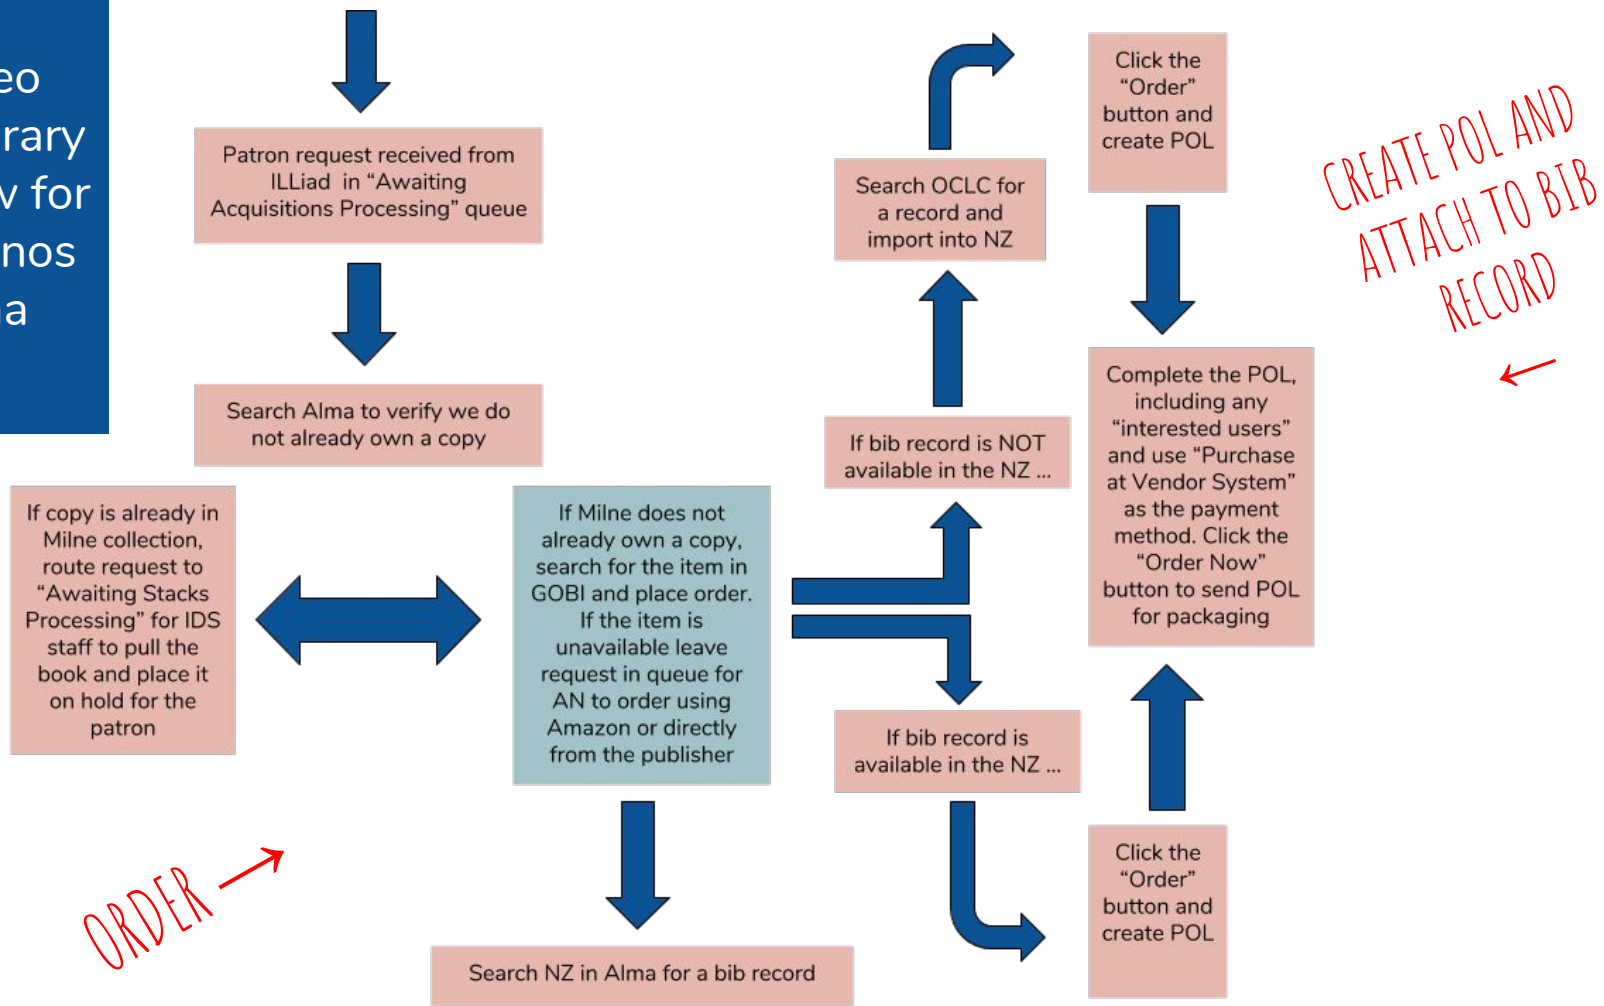 for
Patron request received from
ILLiad in “Awaiting
Acquisitions Processing” queue
Search Alma to verify we do
not already own a copy
If copy is already in
Milne collection,
route request to
“Awaiting Stacks
Processing” for IDS
staff to pull the
book and place it
on hold for the
patron
If Milne does not
already own a copy,
search for the item in
GOBI and place order.
If the item is
unavailable leave
request in queue for
AN to order using
Amazon or directly
from the publisher
ORDER →
Search NZ in Alma for a bib record
If bib record is NOT
available in the NZ ...
Search OCLC for
a record and
import into NZ
Click the
“Order”
button and
create POL
If bib record is
available in the NZ ...
Click the
“Order”
button and
create POL
Complete the POL,
including any
“interested users”
and use “Purchase
at Vendor System”
as the payment
method. Click the
“Order Now”
button to send POL
for packaging
CREATE POL AND
ATTACH TO BIB
RECORD
←